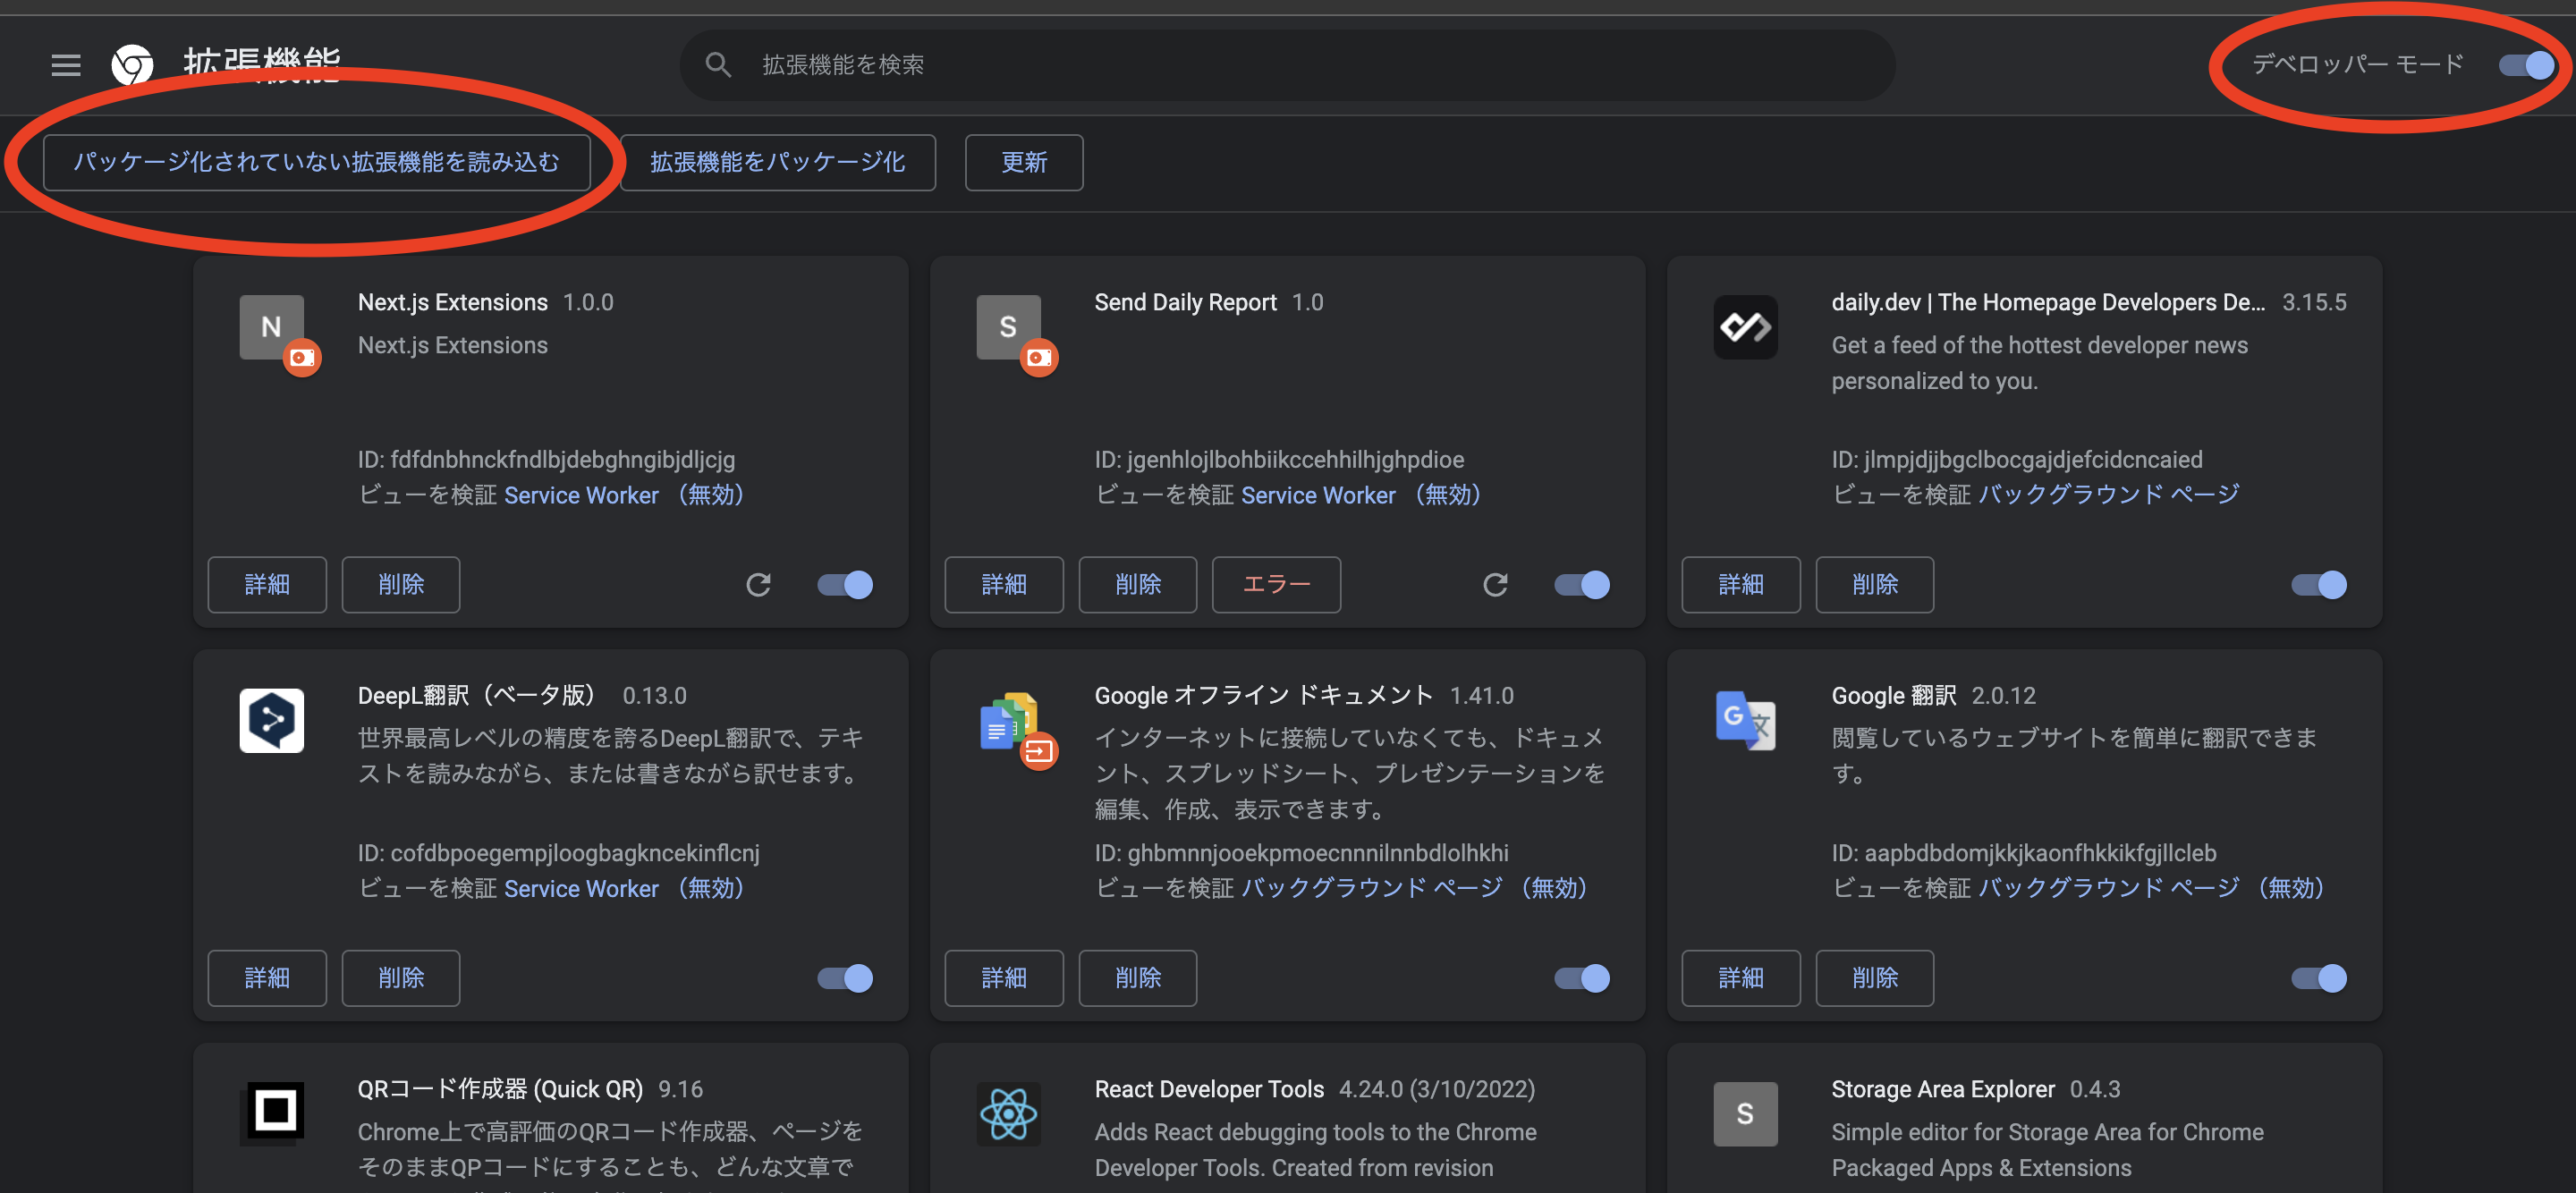 拡張機能
拡張機能を検索
デベロッパー モード
パッケージ化されていない拡張機能を読み込む
拡張機能をパッケージ化
更新
N
Next.js Extensions 1.0.0
Next.js Extensions
ID: fdfdnbhnckfndlbjdebghngibjdljcjg
ビューを検証 Service Worker （無効）
詳細
削除
S
Send Daily Report 1.0
ID: jgenhlojlbohbiikccehhilhjghpdioe
ビューを検証 Service Worker （無効）
詳細
削除
エラー
daily.dev | The Homepage Developers De... 3.15.5
Get a feed of the hottest developer news
personalized to you.
ID: jlmpjdjjbgclbocgajdjefcidcncaied
ビューを検証 バックグラウンド ページ
詳細
削除
DeepL翻訳（ベータ版） 0.13.0
世界最高レベルの精度を誇るDeepL翻訳で、テキ
ストを読みながら、または書きながら訳せます。
ID: cofdbpoegempjloogbagkncekinflcnj
ビューを検証 Service Worker （無効）
詳細
削除
Google オフライン ドキュメント 1.41.0
インターネットに接続していなくても、ドキュメ
ント、スプレッドシート、プレゼンテーションを
編集、作成、表示できます。
ID: ghbmnnjooekpmoecnnnilnnbdlolhkhi
ビューを検証 バックグラウンド ページ （無効）
詳細
削除
Google 翻訳 2.0.12
閲覧しているウェブサイトを簡単に翻訳できま
す。
ID: aapbdbdomjkkjkaonfhkkikfgjllcleb
ビューを検証 バックグラウンド ページ （無効）
詳細
削除
QRコード作成器 (Quick QR) 9.16
Chrome上で高評価のQRコード作成器、ページを
そのままQPコードにすることも、どんな文章で
React Developer Tools 4.24.0 (3/10/2022)
Adds React debugging tools to the Chrome
Developer Tools. Created from revision
S
Storage Area Explorer 0.4.3
Simple editor for Storage Area for Chrome
Packaged Apps & Extensions